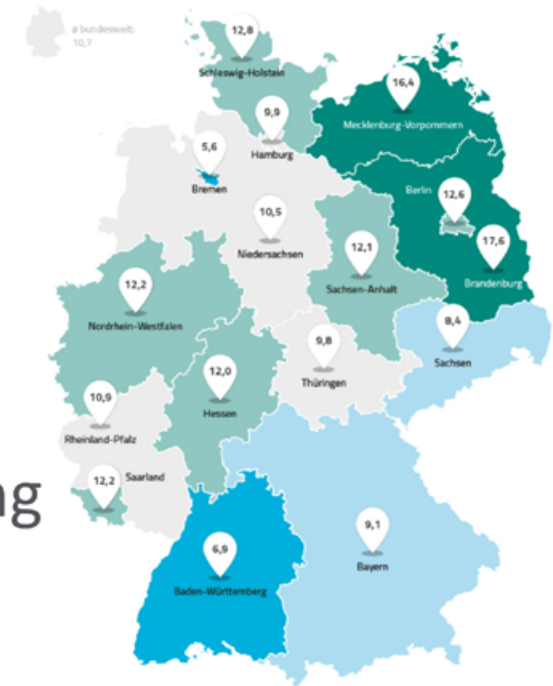 ø bundesweit:
10,7
12,8
Schleswig-Holstein
16,4
Mecklenburg-Vorpommern
9,9
Hamburg
5,6
Bremen
Berlin
12,6
10,5
Niedersachsen
12,1
Sachsen-Anhalt
17,6
Brandenburg
12,2
Nordrhein-Westfalen
8,4
Sachsen
9,8
Thüringen
12,0
Hessen
10,9
Rheinland-Pfalz
12,2
Saarland
ng
9,1
Bayern
6,9
Baden-Württemberg